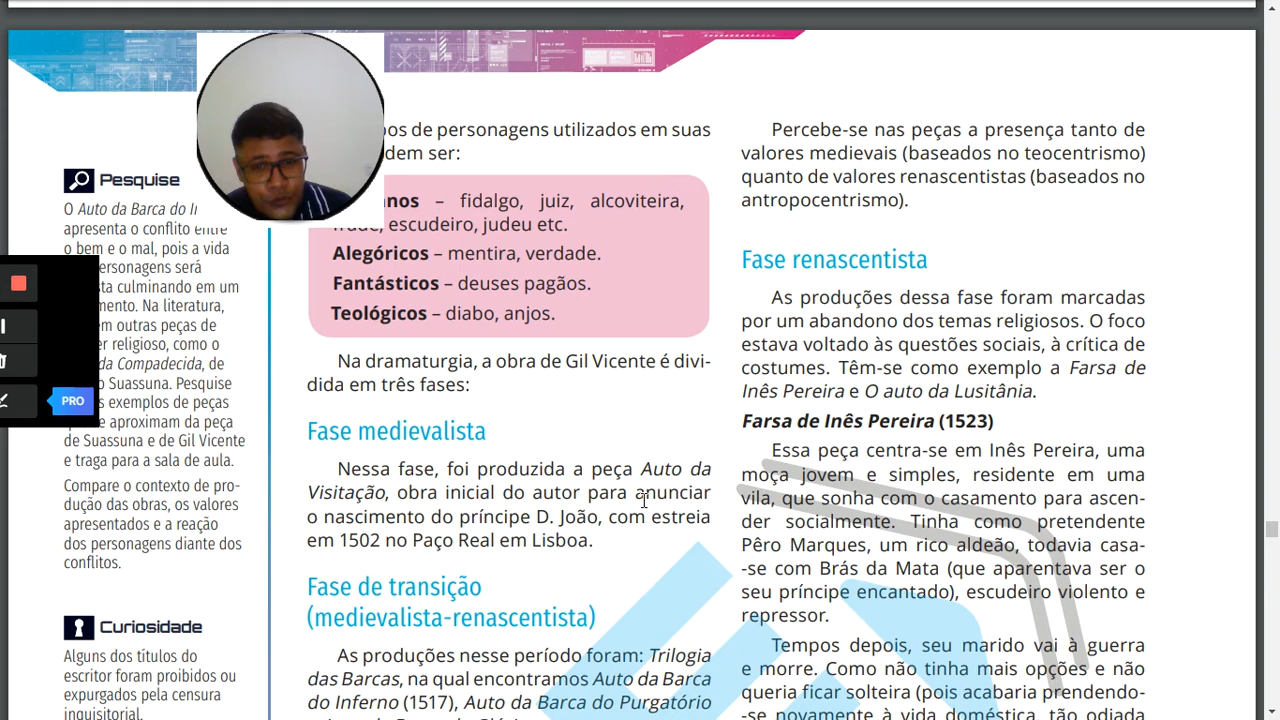 Pesquise
O Auto da Barca do
apresenta o conflito entre
o bem e o mal, pois a vida
personagens será
culminando em um
Na literatura,
em outras peças de
religioso, como o
da Compadecida, de
Suassuna. Pesquise
exemplos de peças
aproximam da peça
de Suassuna e de Gil Vicente
e traga para a sala de aula.
Compare o contexto de pro-
dução das obras, os valores
apresentados e a reação
dos personagens diante dos
conflitos.
Curiosidade
Alguns dos títulos do
escritor foram proibidos ou
expurgados pela censura
inquisitorial.
PRO
de personagens utilizados em suas
ser:
– fidalgo, juiz, alcoviteira,
escudeiro, judeu etc.
Alegóricos – mentira, verdade.
Fantásticos – deuses pagãos.
Teológicos – diabo, anjos.
Na dramaturgia, a obra de Gil Vicente é divi-
dida em três fases:
Fase medievalista
Nessa fase, foi produzida a peça Auto da
Visitação, obra inicial do autor para anunciar
o nascimento do príncipe D. João, com estreia
em 1502 no Paço Real em Lisboa.
Fase de transição
(medievalista-renascentista)
As produções nesse período foram: Trilogia
das Barcas, na qual encontramos Auto da Barca
do Inferno (1517), Auto da Barca do Purgatório
Percebe-se nas peças a presença tanto de
valores medievais (baseados no teocentrismo)
quanto de valores renascentistas (baseados no
antropocentrismo).
Fase renascentista
As produções dessa fase foram marcadas
por um abandono dos temas religiosos. O foco
estava voltado às questões sociais, à crítica de
costumes. Têm-se como exemplo a Farsa de
Inês Pereira e O auto da Lusitânia.
Farsa de Inês Pereira (1523)
Essa peça centra-se em Inês Pereira, uma
moça jovem e simples, residente em uma
vila, que sonha com o casamento para ascen-
der socialmente. Tinha como pretendente
Pêro Marques, um rico aldeão, todavia casa-
-se com Brás da Mata (que aparentava ser o
seu príncipe encantado), escudeiro violento e
repressor.
Tempos depois, seu marido vai à guerra
e morre. Como não tinha mais opções e não
queria ficar solteira (pois acabaria prendendo-
-se novamente à vida doméstica, tão odiada